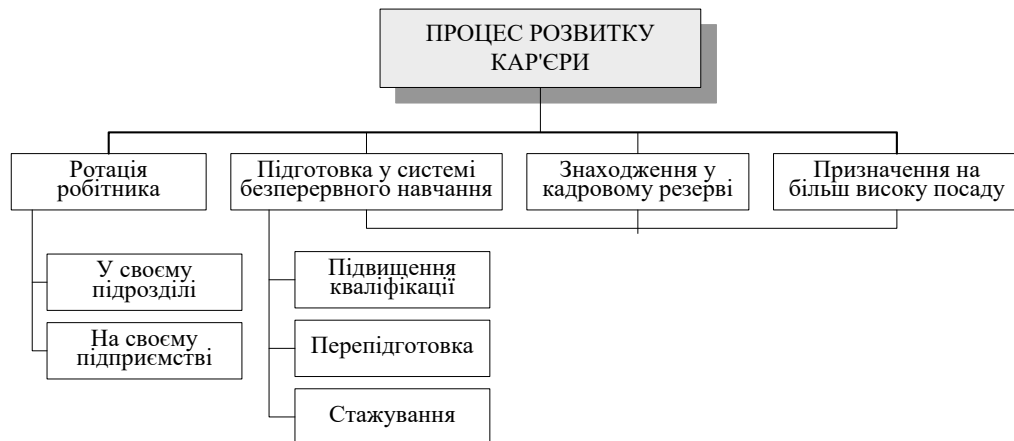 ПРОЦЕС РОЗВИТКУ
КАР'ЄРИ
Ротація
робітника
Підготовка у системі
безперервного навчання
Знаходження у
кадровому резерві
Призначення на
більш високу посаду
У своєму
підрозділі
На своєму
підприємстві
Підвищення
кваліфікації
Перепідготовка
Стажування